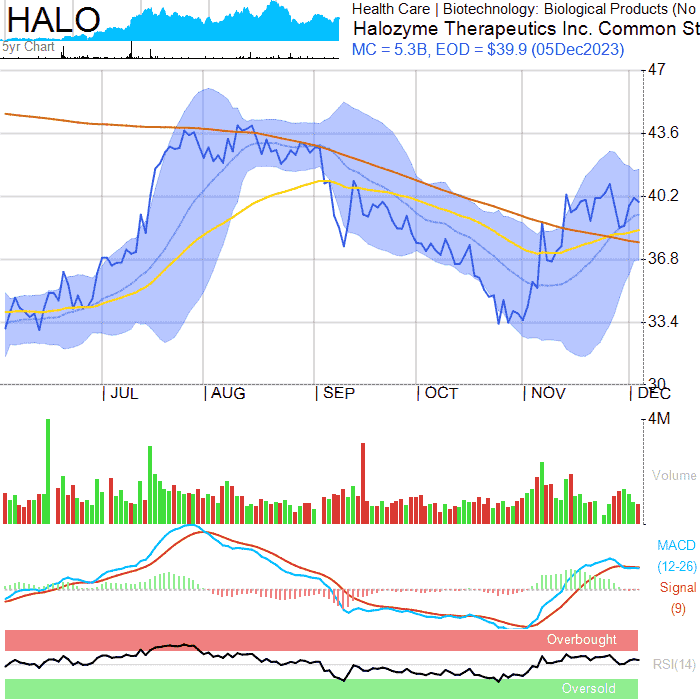 HALO
5yr Chart
Health Care | Biotechnology: Biological Products (No
Halozyme Therapeutics Inc. Common St
MC = 5.3B, EOD = $39.9 (05Dec2023)
47
43.6
40.2
36.8
33.4
30
JUL AUG SEP OCT NOV DEC
4M
Volume
MACD
(12-26)
Signal
(9)
Overbought
RSI(14)
Oversold